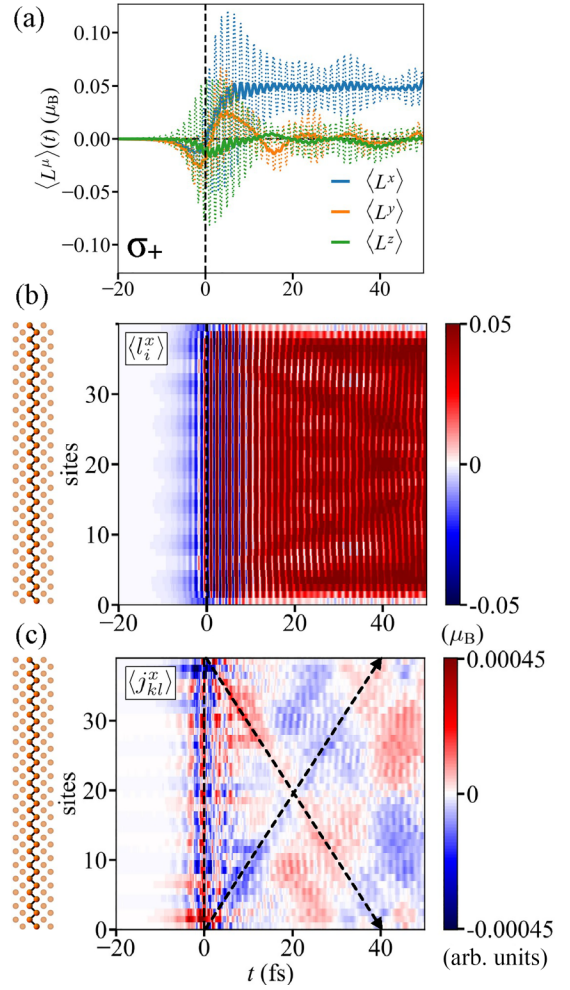 (a)
0.10
0.05
0.00
−0.05
−0.10
⟨L^μ⟩(t) (μ_B)
⟨L^x⟩
⟨L^y⟩
⟨L^z⟩
σ+
−20 0 20 40
(b)
⟨l_i^x⟩
30
20
10
0
sites
−20 0 20 40
0.05
0
-0.05
(μ_B)
(c)
⟨j_kl^x⟩
30
20
10
0
sites
−20 0 20 40
t (fs)
0.00045
0
-0.00045
(arb. units)